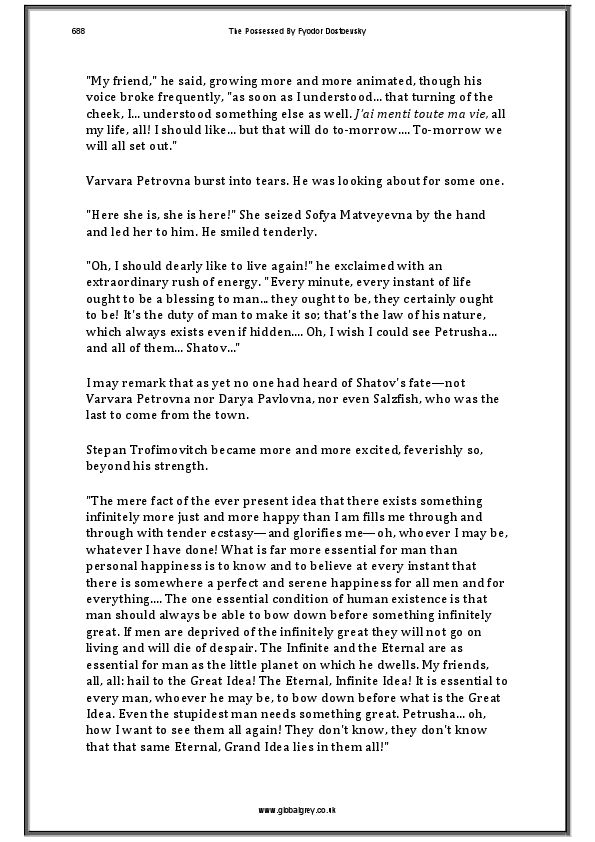 688
The Possessed By Fyodor Dostoevsky
"My friend," he said, growing more and more animated, though his
voice broke frequently, "as soon as I understood... that turning of the
cheek, I... understood something else as well. J'ai menti toute ma vie, all
my life, all! I should like... but that will do to-morrow.... To-morrow we
will all set out."
Varvara Petrovna burst into tears. He was looking about for some one.
"Here she is, she is here!" She seized Sofya Matveyevna by the hand
and led her to him. He smiled tenderly.
"Oh, I should dearly like to live again!" he exclaimed with an
extraordinary rush of energy. "Every minute, every instant of life
ought to be a blessing to man... they ought to be, they certainly ought
to be! It's the duty of man to make it so; that's the law of his nature,
which always exists even if hidden.... Oh, I wish I could see Petrusha...
and all of them... Shatov..."
I may remark that as yet no one had heard of Shatov's fate—not
Varvara Petrovna nor Darya Pavlovna, nor even Salzfish, who was the
last to come from the town.
Stepan Trofimovitch became more and more excited, feverishly so,
beyond his strength.
"The mere fact of the ever present idea that there exists something
infinitely more just and more happy than I am fills me through and
through with tender ecstasy—and glorifies me—oh, whoever I may be,
whatever I have done! What is far more essential for man than
personal happiness is to know and to believe at every instant that
there is somewhere a perfect and serene happiness for all men and for
everything.... The one essential condition of human existence is that
man should always be able to bow down before something infinitely
great. If men are deprived of the infinitely great they will not go on
living and will die of despair. The Infinite and the Eternal are as
essential for man as the little planet on which he dwells. My friends,
all, all: hail to the Great Idea! The Eternal, Infinite Idea! It is essential to
every man, whoever he may be, to bow down before what is the Great
Idea. Even the stupidest man needs something great. Petrusha... oh,
how I want to see them all again! They don't know, they don't know
that that same Eternal, Grand Idea lies in them all!"
www.globalgrey.co.uk